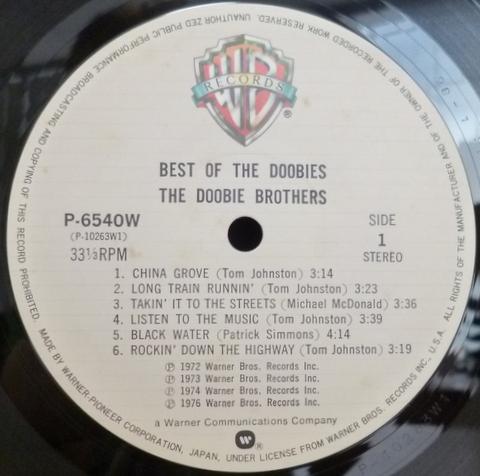 UNAUTHORIZED PUBLIC PERFORMANCE BROADCASTING AND COPYING OF THIS RECORD PROHIBITED.
ALL RIGHTS OF THE MANUFACTURER AND OF THE OWNER OF THE RECORDED WORK RESERVED.
RECORDS
®
BEST OF THE DOOBIES
THE DOOBIE BROTHERS
P-6540W
(P-10263W1)
33⅓RPM
SIDE
1
STEREO
1. CHINA GROVE (Tom Johnston) 3:14
2. LONG TRAIN RUNNIN' (Tom Johnston) 3:23
3. TAKIN' IT TO THE STREETS (Michael McDonald) 3:36
4. LISTEN TO THE MUSIC (Tom Johnston) 3:39
5. BLACK WATER (Patrick Simmons) 4:14
6. ROCKIN' DOWN THE HIGHWAY (Tom Johnston) 3:19
℗ 1972 Warner Bros. Records Inc.
℗ 1973 Warner Bros. Records Inc.
℗ 1974 Warner Bros. Records Inc.
℗ 1976 Warner Bros. Records Inc.
a Warner Communications Company
®
MADE BY WARNER-PIONEER CORPORATION, JAPAN, UNDER LICENSE FROM WARNER BROS. RECORDS INC., U.S.A.